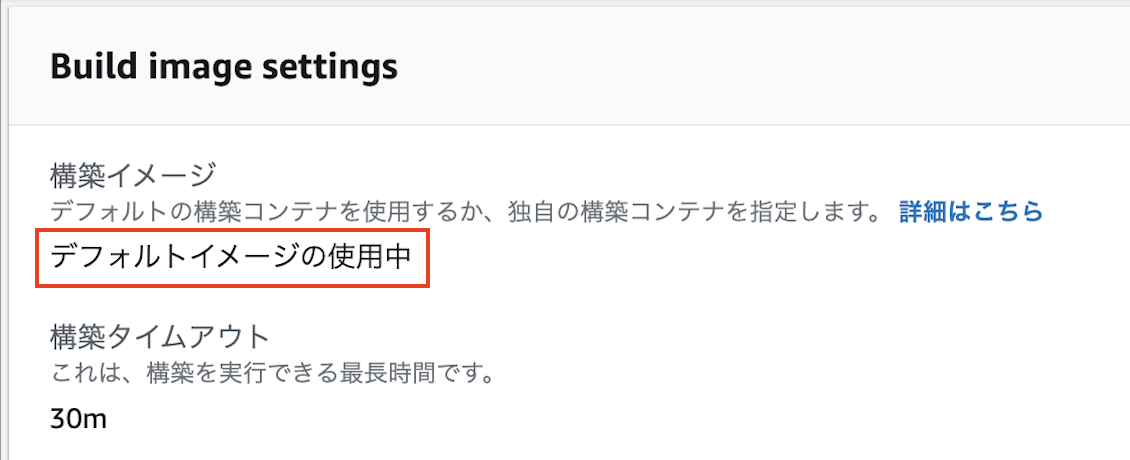 Build image settings
構築イメージ
デフォルトの構築コンテナを使用するか、独自の構築コンテナを指定します。 詳細はこちら
デフォルトイメージの使用中
構築タイムアウト
これは、構築を実行できる最長時間です。
30m